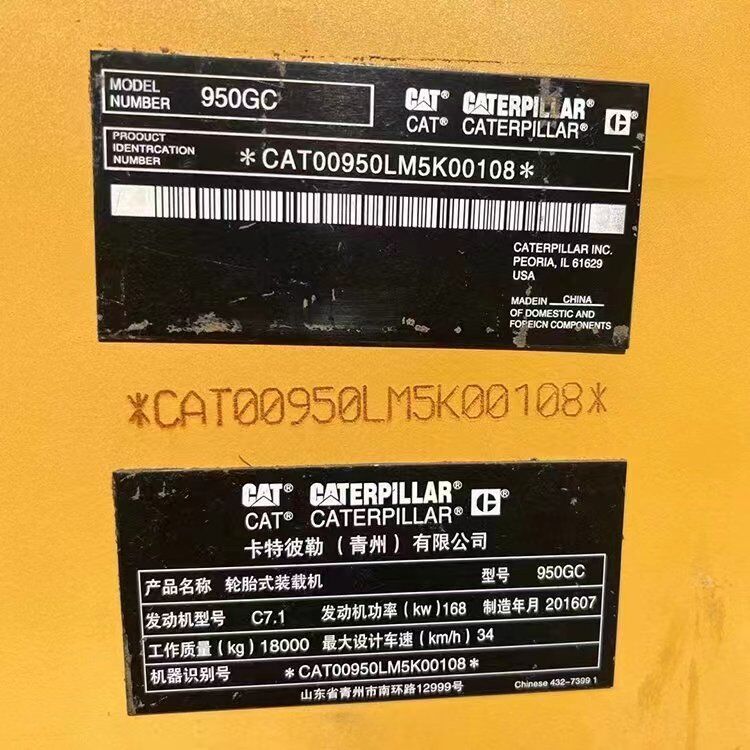 MODEL NUMBER 950GC
CAT® CATERPILLAR®
CAT® CATERPILLAR® C®
PRODUCT IDENTRCATION NUMBER *CAT00950LM5K00108*
CATERPILLAR INC.
PEORIA, IL 61629
USA
MADEIN CHINA
OF DOMESTIC AND
FOREICN COMPONENTS
*CAT00950LM5K00108*
CAT® CATERPILLAR®
CAT® CATERPILLAR® C®
卡特彼勒(青州)有限公司
产品名称 轮胎式装载机 型号 950GC
发动机型号 C7.1 发动机功率(kw)168 制造年月 201607
工作质量(kg)18000 最大设计车速(km/h)34
机器识别号 *CAT00950LM5K00108*
山东省青州市南环路12999号 Chinese 432-7399 1